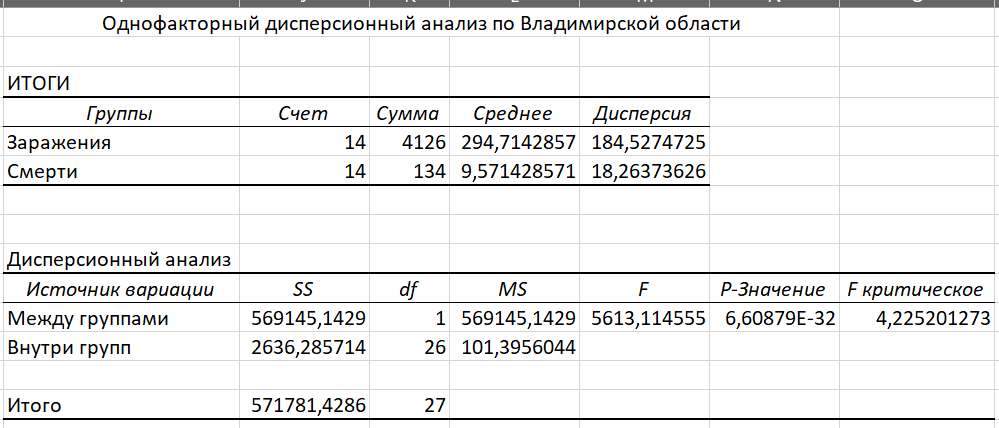 Однофакторный дисперсионный анализ по Владимирской области
ИТОГИ
Группы Счет Сумма Среднее Дисперсия
Заражения 14 4126 294,7142857 184,5274725
Смерти 14 134 9,571428571 18,26373626
Дисперсионный анализ
Источник вариации SS df MS F P-Значение F критическое
Между группами 569145,1429 1 569145,1429 5613,114555 6,60879E-32 4,225201273
Внутри групп 2636,285714 26 101,3956044
Итого 571781,4286 27